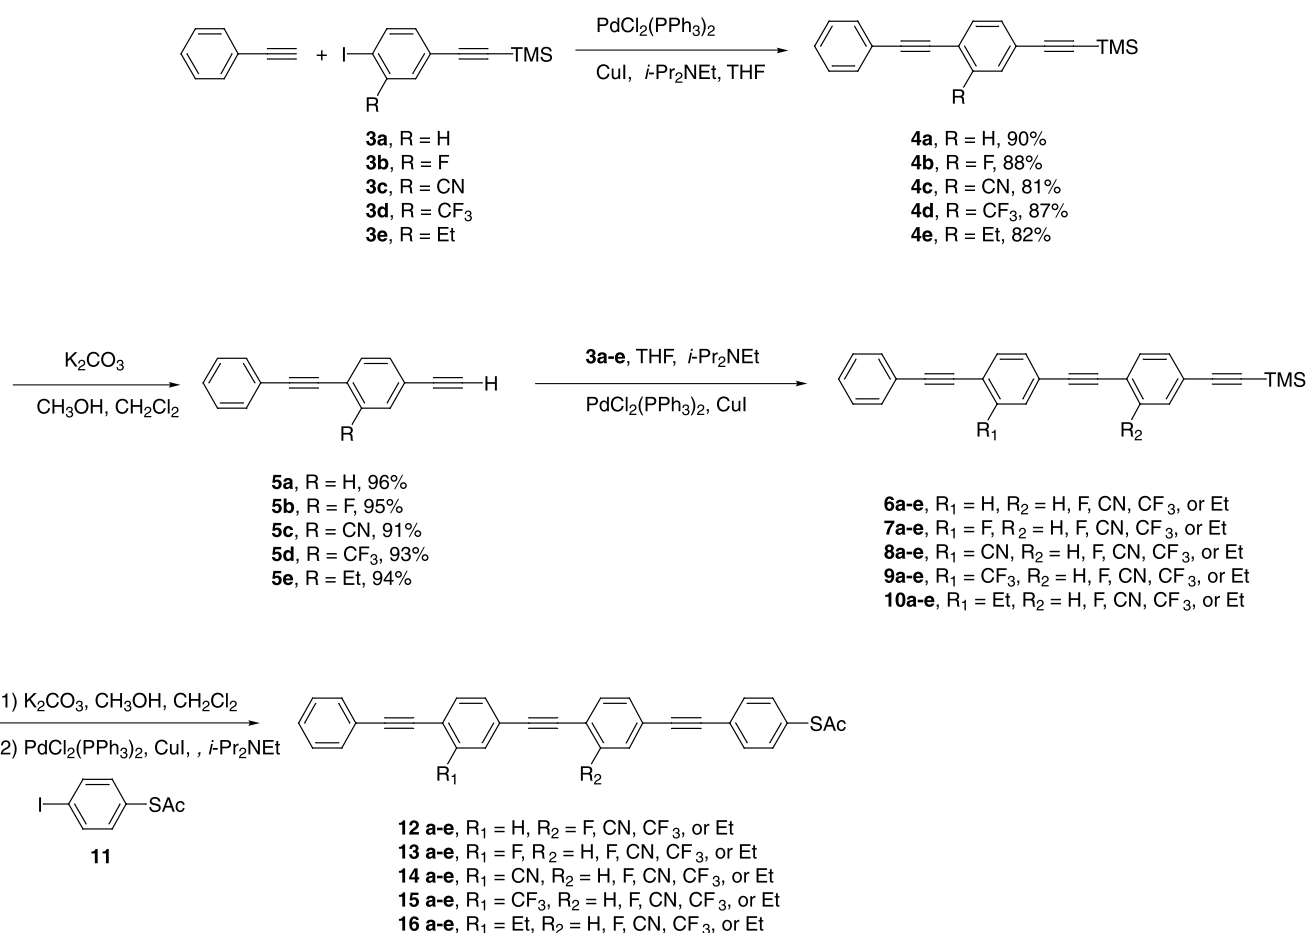 + I TMS
R
PdCl2(PPh3)2
CuI, i-Pr2NEt, THF
TMS
R
3a, R = H
3b, R = F
3c, R = CN
3d, R = CF3
3e, R = Et
4a, R = H, 90%
4b, R = F, 88%
4c, R = CN, 81%
4d, R = CF3, 87%
4e, R = Et, 82%
K2CO3
CH3OH, CH2Cl2
H
R
3a-e, THF, i-Pr2NEt
PdCl2(PPh3)2, CuI
TMS
R1 R2
5a, R = H, 96%
5b, R = F, 95%
5c, R = CN, 91%
5d, R = CF3, 93%
5e, R = Et, 94%
6a-e, R1 = H, R2 = H, F, CN, CF3, or Et
7a-e, R1 = F, R2 = H, F, CN, CF3, or Et
8a-e, R1 = CN, R2 = H, F, CN, CF3, or Et
9a-e, R1 = CF3, R2 = H, F, CN, CF3, or Et
10a-e, R1 = Et, R2 = H, F, CN, CF3, or Et
1) K2CO3, CH3OH, CH2Cl2
2) PdCl2(PPh3)2, CuI, , i-Pr2NEt
I SAc
11
SAc
R1 R2
12 a-e, R1 = H, R2 = F, CN, CF3, or Et
13 a-e, R1 = F, R2 = H, F, CN, CF3, or Et
14 a-e, R1 = CN, R2 = H, F, CN, CF3, or Et
15 a-e, R1 = CF3, R2 = H, F, CN, CF3, or Et
16 a-e, R1 = Et, R2 = H, F, CN, CF3, or Et